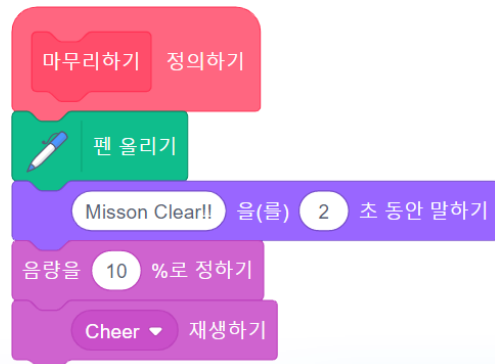 마무리하기 정의하기
펜 올리기
Misson Clear!! 을(를) 2 초 동안 말하기
음량을 10 %로 정하기
Cheer 재생하기